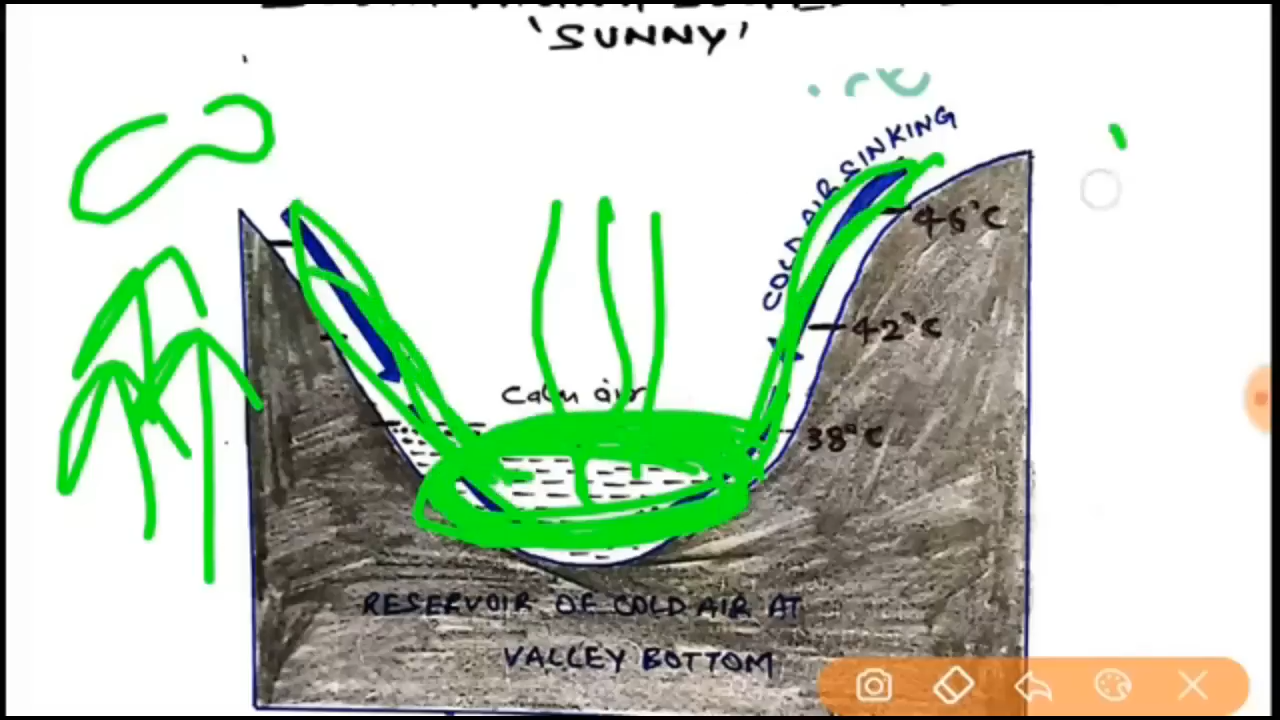 'SUNNY'
COLD AIR SINKING
46°C
42°C
Calm air
38°C
RESERVOIR OF COLD AIR AT
VALLEY BOTTOM